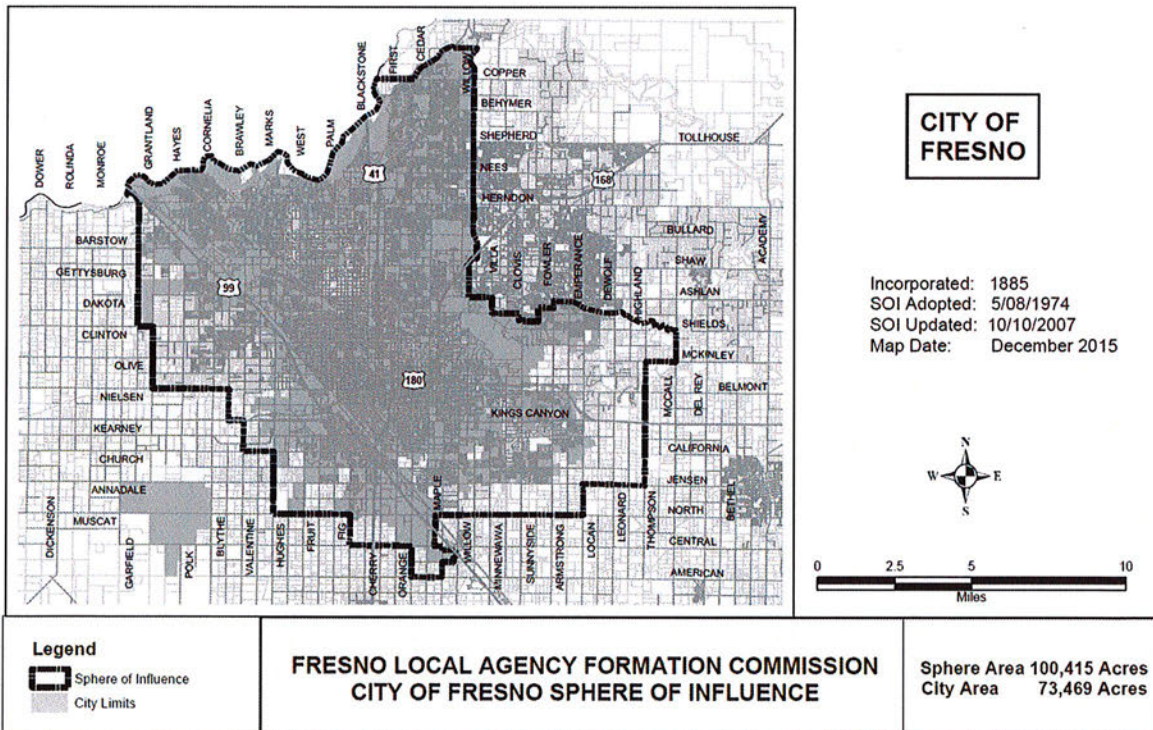 BLACKSTONE
FIRST
CEDAR
WILLOW
COPPER
BEHYMER
SHEPHERD
TOLLHOUSE
NEES
HERNDON
168
41
DOWER
ROLINDA
MONROE
GRANTLAND
HAYES
CORNELIA
BRAWLEY
MARKS
WEST
PALM
BARSTOW
GETTYSBURG
DAKOTA
CLINTON
OLIVE
NIELSEN
KEARNEY
CHURCH
ANNADALE
MUSCAT
99
180
VILLA
CLOVIS
FOWLER
TEMPERANCE
DEWOLF
HIGHLAND
BULLARD
SHAW
ASHLAN
SHIELDS
MCKINLEY
ACADEMY
BELMONT
MCCALL
DEL REY
KINGS CANYON
CALIFORNIA
JENSEN
NORTH
CENTRAL
AMERICAN
BETHEL
DICKENSON
GARFIELD
POLK
BLYTHE
VALENTINE
HUGHES
FRUIT
FIG
CHERRY
ORANGE
MAPLE
WILLOW
MINNEWAWA
SUNNYSIDE
ARMSTRONG
LOCAN
LEONARD
THOMPSON
CITY OF
FRESNO
Incorporated: 1885
SOI Adopted: 5/08/1974
SOI Updated: 10/10/2007
Map Date: December 2015
N
W E
S
0 2.5 5 10
Miles
Legend
Sphere of Influence
City Limits
FRESNO LOCAL AGENCY FORMATION COMMISSION
CITY OF FRESNO SPHERE OF INFLUENCE
Sphere Area 100,415 Acres
City Area 73,469 Acres